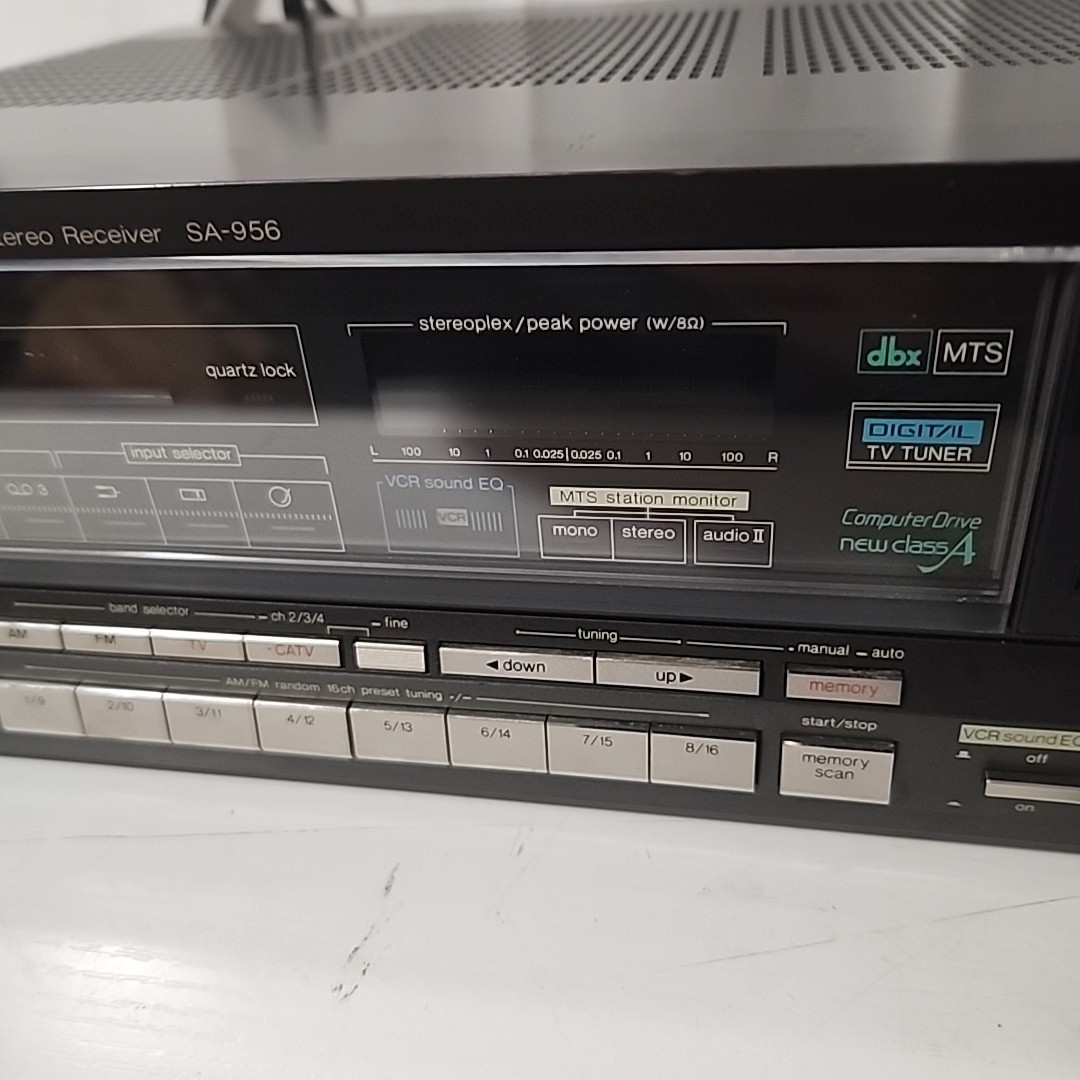 Stereo Receiver SA-956
stereoplex/peak power (W/8Ω)
quartz lock
dbx MTS
DIGITAL
TV TUNER
input selector
L 100 10 1 0.1 0.025|0.025 0.1 1 10 100 R
3
VCR sound EQ
VCR
MTS station monitor
mono stereo audio II
Computer Drive
new class A
band selector ch 2/3/4 fine
tuning
manual auto
AM FM TV CATV
◄down up►
memory
AM/FM random 16ch preset tuning -/-
start/stop
1/9 2/10 3/11 4/12 5/13 6/14 7/15 8/16
memory
scan
VCR sound EQ
off
on